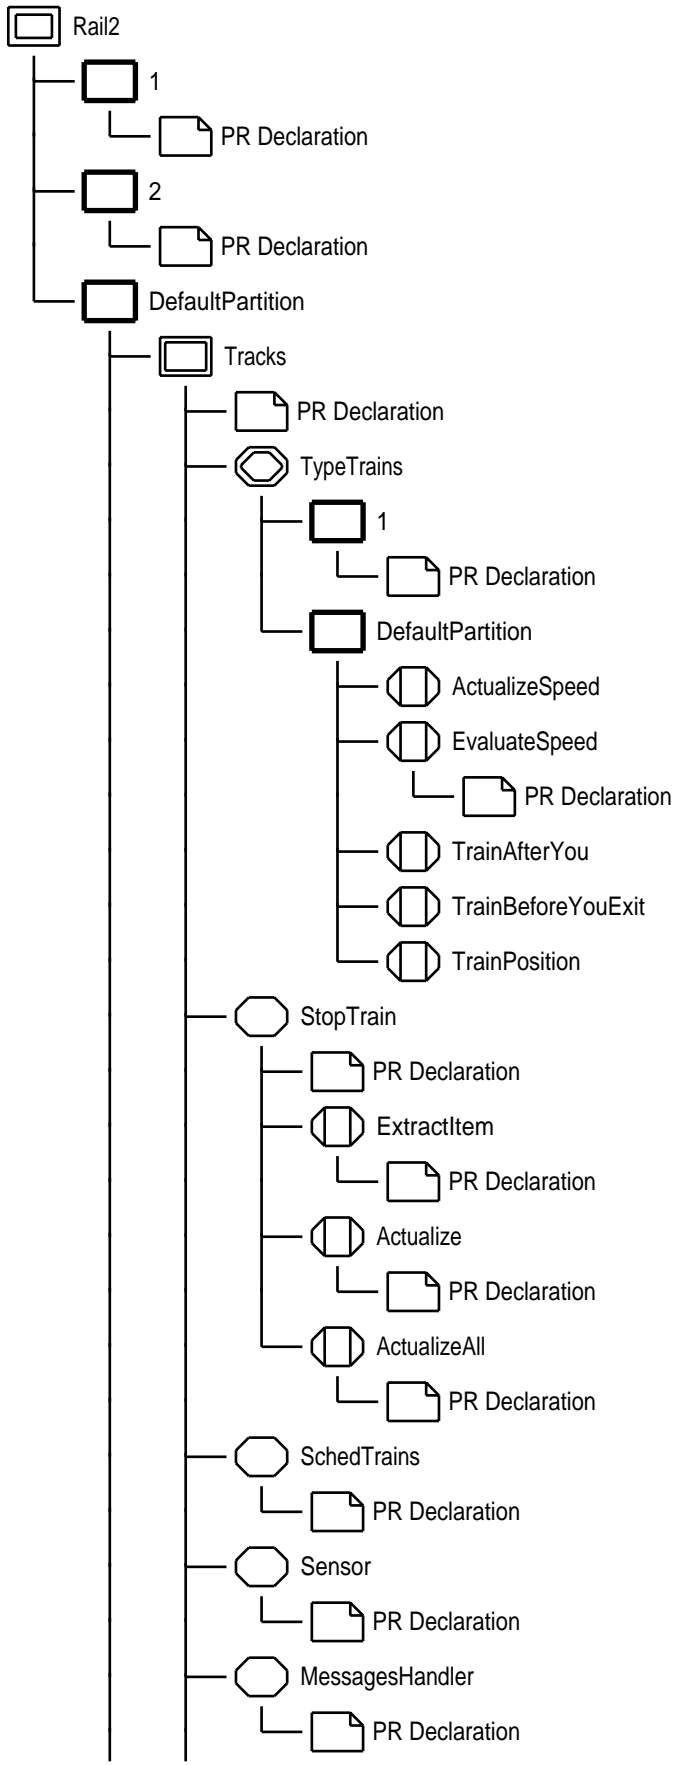 Rail2
1
PR Declaration
2
PR Declaration
DefaultPartition
Tracks
PR Declaration
TypeTrains
1
PR Declaration
DefaultPartition
ActualizeSpeed
EvaluateSpeed
PR Declaration
TrainAfterYou
TrainBeforeYouExit
TrainPosition
StopTrain
PR Declaration
ExtractItem
PR Declaration
Actualize
PR Declaration
ActualizeAll
PR Declaration
SchedTrains
PR Declaration
Sensor
PR Declaration
MessagesHandler
PR Declaration